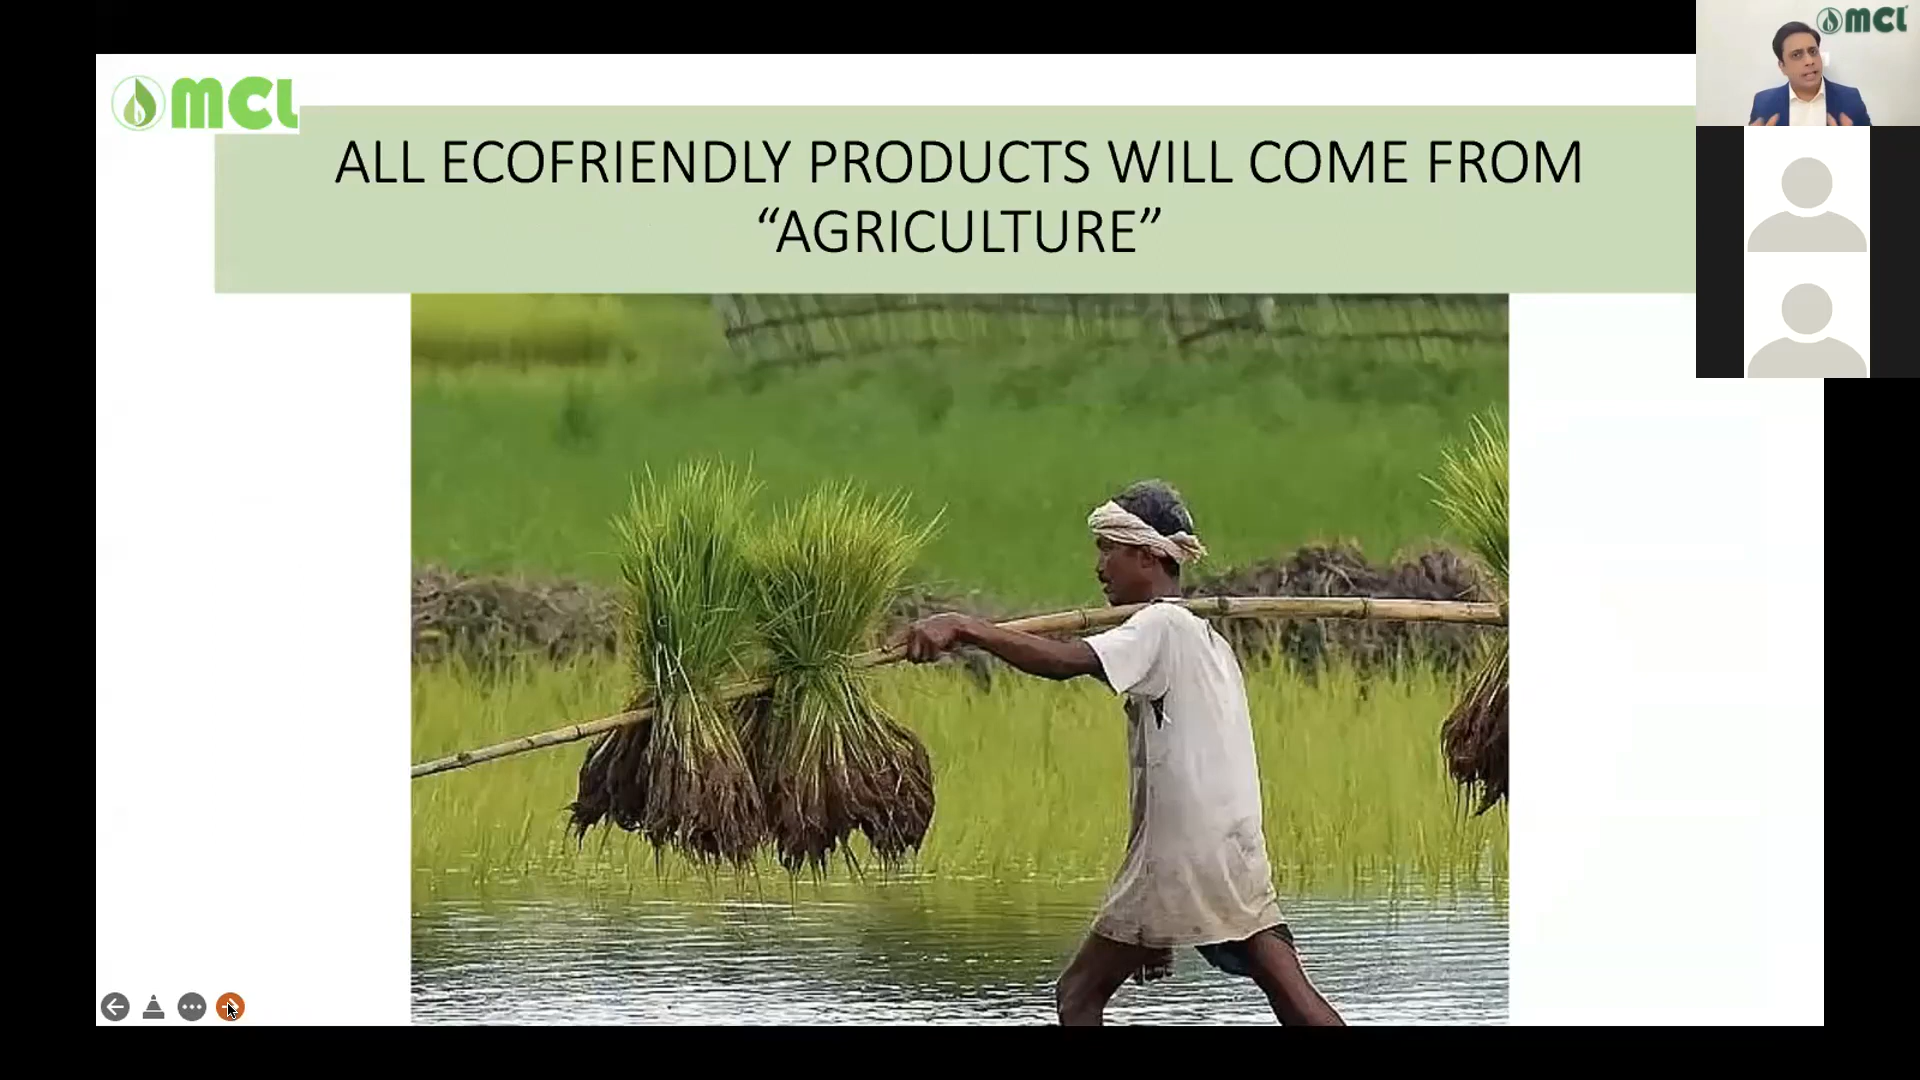 MCL
MCL
ALL ECOFRIENDLY PRODUCTS WILL COME FROM
“AGRICULTURE”